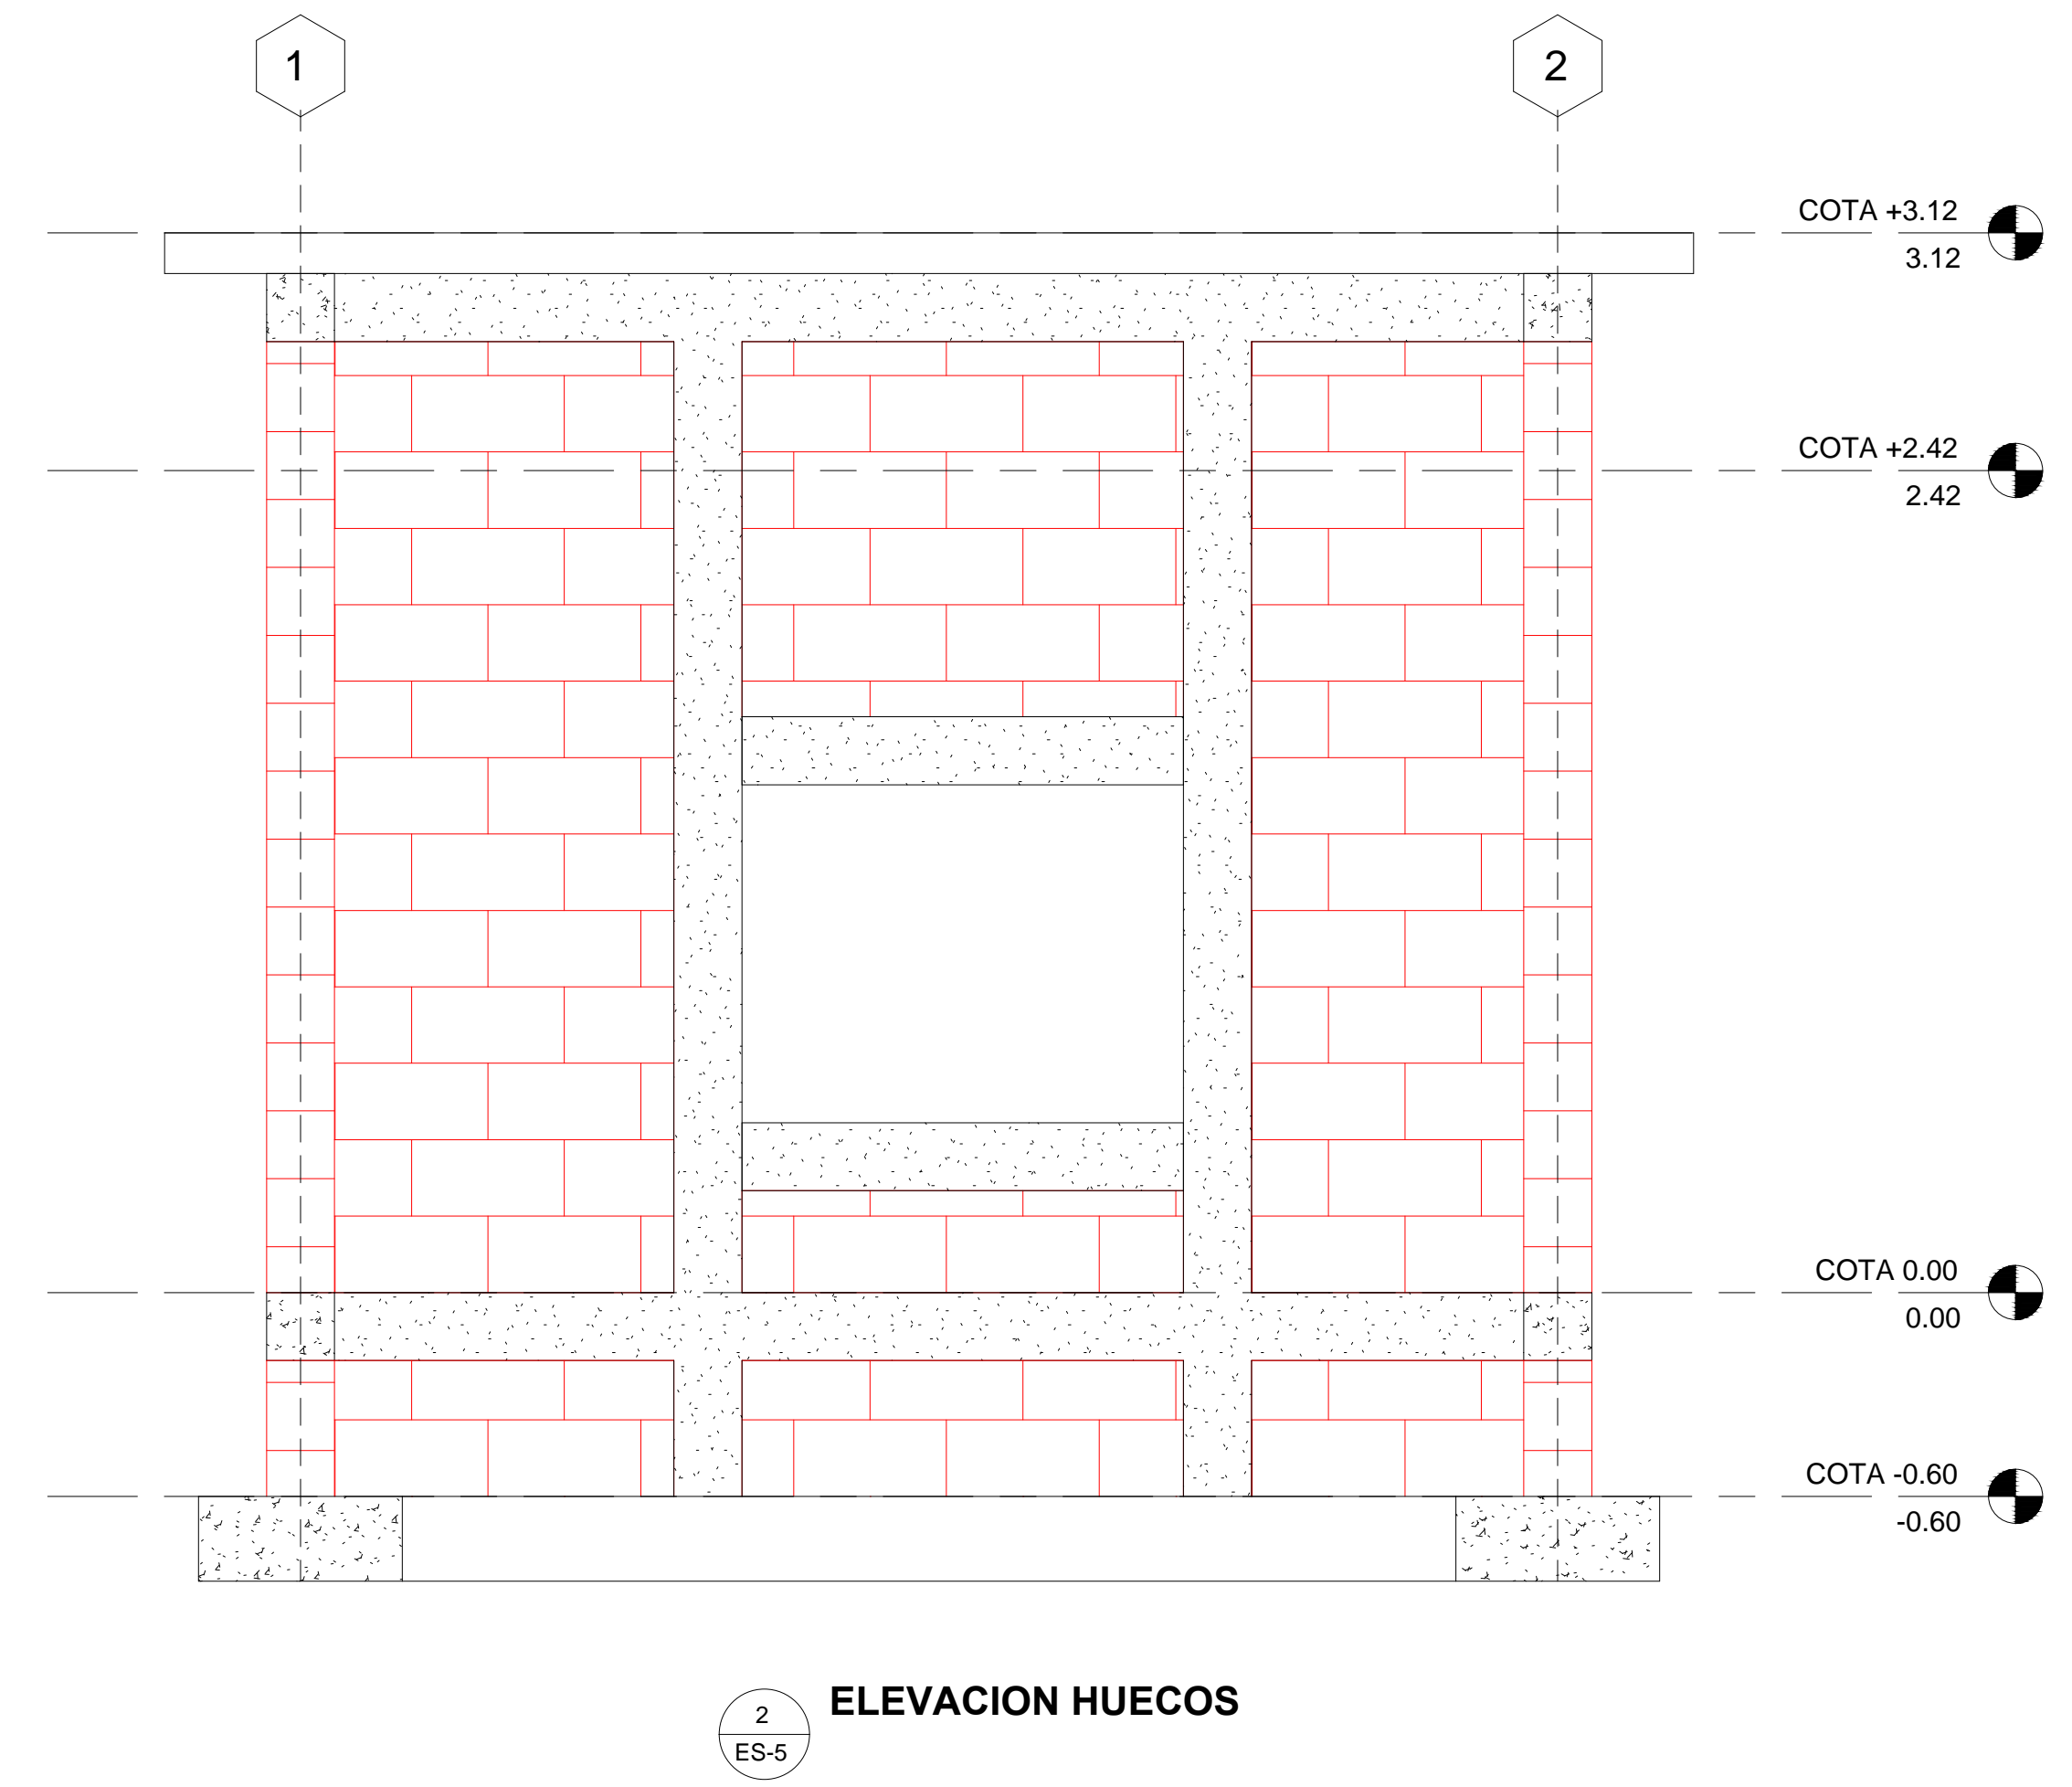 1
2
COTA +3.12
3.12
COTA +2.42
2.42
COTA 0.00
0.00
COTA -0.60
-0.60
ELEVACION HUECOS
2
ES-5